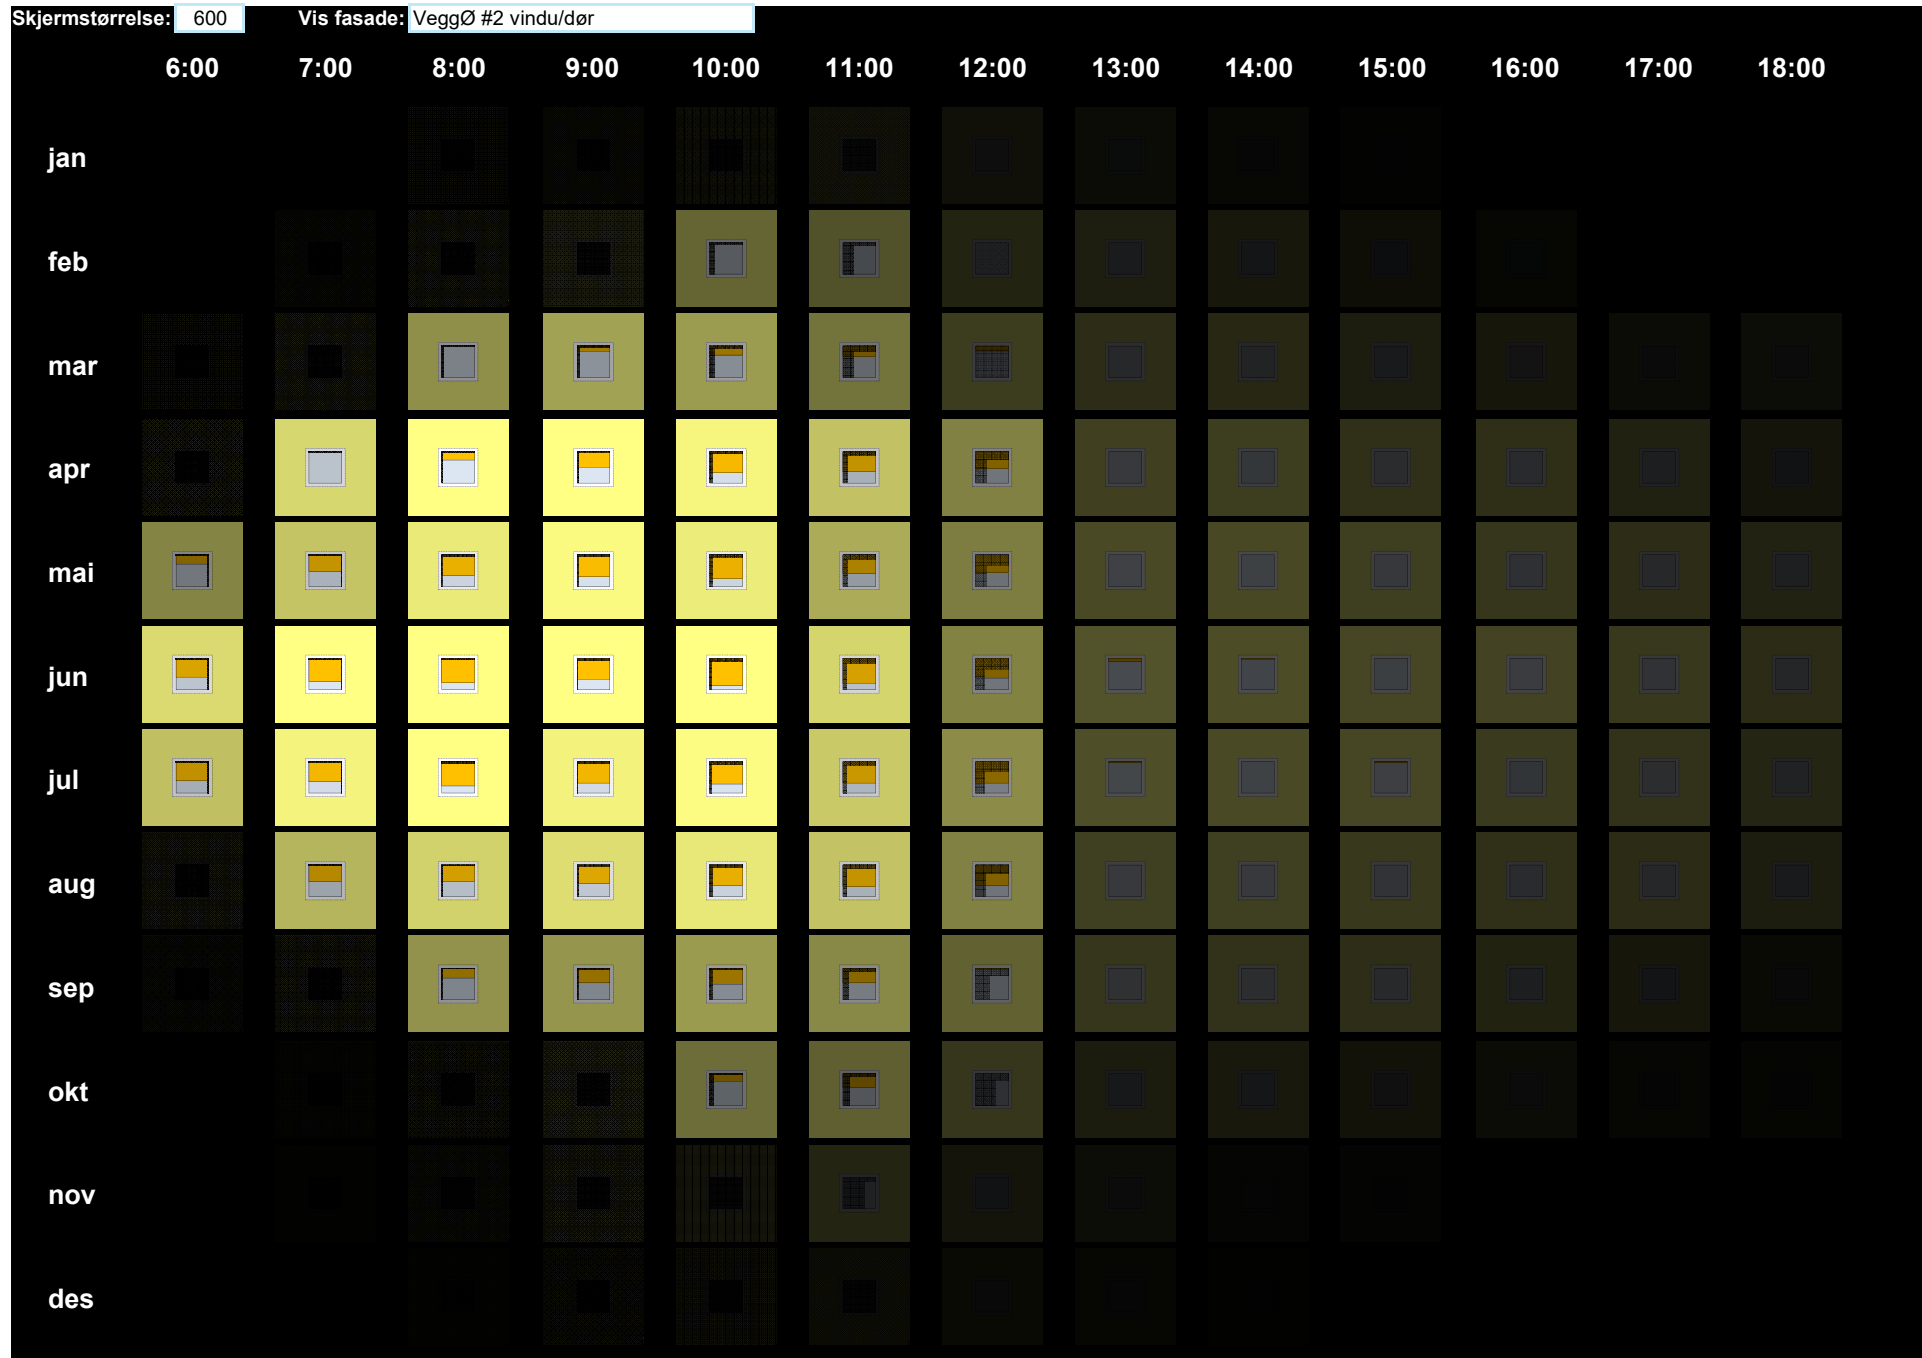 Skjermstørrelse: 600 Vis fasade: VeggØ #2 vindu/dør
6:00 7:00 8:00 9:00 10:00 11:00 12:00 13:00 14:00 15:00 16:00 17:00 18:00
jan
feb
mar
apr
mai
jun
jul
aug
sep
okt
nov
des